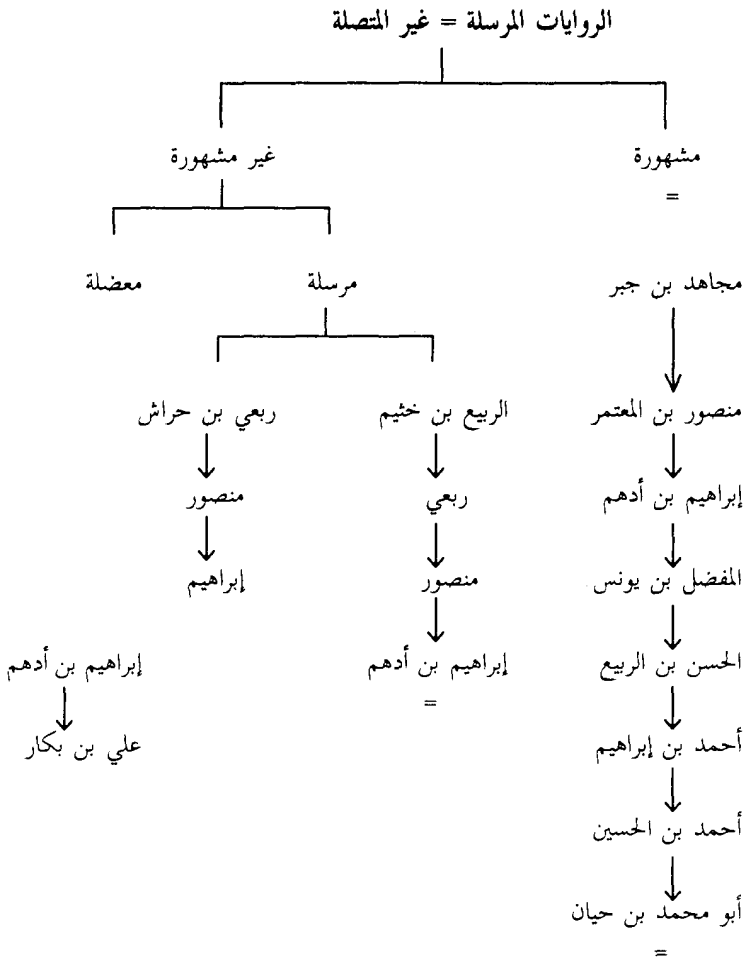 الروايات المرسلة = غير المتصلة
مشهورة
غير مشهورة
=
مجاهد بن جبر
مرسلة
معضلة
منصور بن المعتمر
الربيع بن خثيم
ربعي بن حراش
إبراهيم بن أدهم
ربعي
منصور
المفضل بن يونس
منصور
إبراهيم
الحسن بن الربيع
إبراهيم بن أدهم
إبراهيم بن أدهم
=
أحمد بن إبراهيم
علي بن بكار
أحمد بن الحسين
أبو محمد بن حيان
=